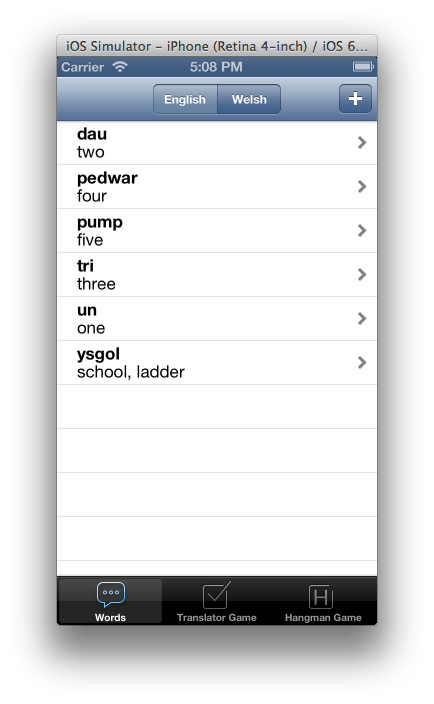 iOS Simulator – iPhone (Retina 4-inch) / iOS 6...
Carrier 5:08 PM
English Welsh +
dau
two
pedwar
four
pump
five
tri
three
un
one
ysgol
school, ladder
H
Words Translator Game Hangman Game